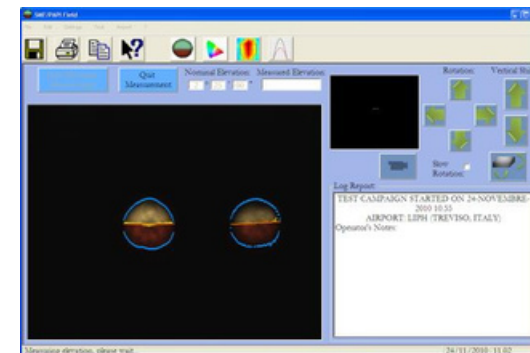 Quit
Measurement
Nominal Elevation
Measured Elevation
Rotation
Slow
Rotation:
Log Report:
TEST CAMPAIGN STARTED ON 24-NOVEMBRE-
2010 10.55
AIRPORT: LIPH (TREVISO, ITALY)
Operator's Notes:
Measuring elevation, please wait...
24/11/2010 11.02